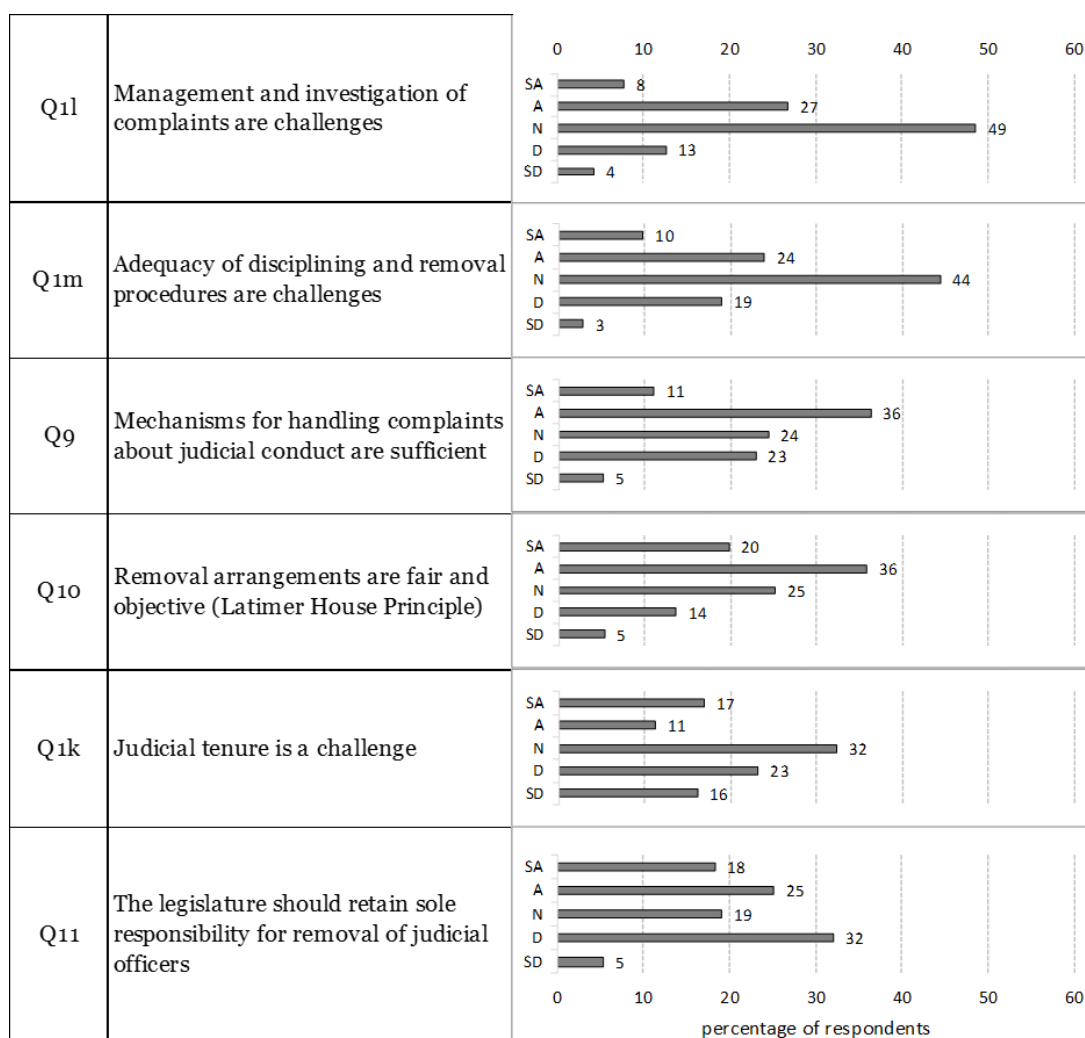 0 10 20 30 40 50 60
Q1l
Management and investigation of
complaints are challenges
SA 8
A 27
N 49
D 13
SD 4
Q1m
Adequacy of disciplining and removal
procedures are challenges
SA 10
A 24
N 44
D 19
SD 3
Q9
Mechanisms for handling complaints
about judicial conduct are sufficient
SA 11
A 36
N 24
D 23
SD 5
Q10
Removal arrangements are fair and
objective (Latimer House Principle)
SA 20
A 36
N 25
D 14
SD 5
Q1k
Judicial tenure is a challenge
SA 17
A 11
N 32
D 23
SD 16
Q11
The legislature should retain sole
responsibility for removal of judicial
officers
SA 18
A 25
N 19
D 32
SD 5
0 10 20 30 40 50 60
percentage of respondents